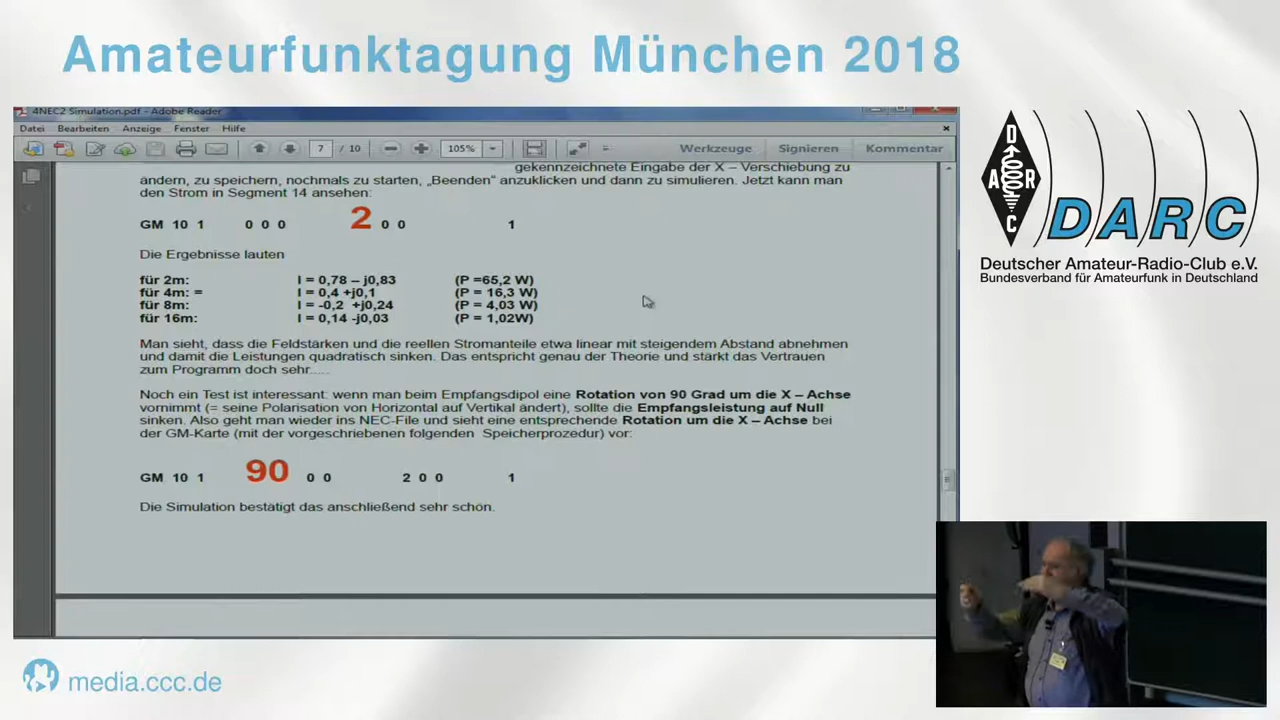 Amateurfunktagung München 2018
4NEC2 Simulation.pdf - Adobe Reader
Datei Bearbeiten Anzeige Fenster Hilfe
7 / 10 105% Werkzeuge Signieren Kommentar
gekennzeichnete Eingabe der X – Verschiebung zu
ändern, zu speichern, nochmals zu starten, „Beenden“ anzuklicken und dann zu simulieren. Jetzt kann man
den Strom in Segment 14 ansehen:
GM 10 1 0 0 0 2 0 0 1
Die Ergebnisse lauten
für 2m: I = 0,78 – j0,83 (P =65,2 W)
für 4m: = I = 0,4 +j0,1 (P = 16,3 W)
für 8m: I = -0,2 +j0,24 (P = 4,03 W)
für 16m: I = 0,14 -j0,03 (P = 1,02W)
Man sieht, dass die Feldstärken und die reellen Stromanteile etwa linear mit steigendem Abstand abnehmen
und damit die Leistungen quadratisch sinken. Das entspricht genau der Theorie und stärkt das Vertrauen
zum Programm doch sehr.....
Noch ein Test ist interessant: wenn man beim Empfangsdipol eine Rotation von 90 Grad um die X – Achse
vornimmt (= seine Polarisation von Horizontal auf Vertikal ändert), sollte die Empfangsleistung auf Null
sinken. Also geht man wieder ins NEC-File und sieht eine entsprechende Rotation um die X – Achse bei
der GM-Karte (mit der vorgeschriebenen folgenden Speicherprozedur) vor:
GM 10 1 90 0 0 2 0 0 1
Die Simulation bestätigt das anschließend sehr schön.
D
A R
C
DARC
Deutscher Amateur-Radio-Club e.V.
Bundesverband für Amateurfunk in Deutschland
media.ccc.de